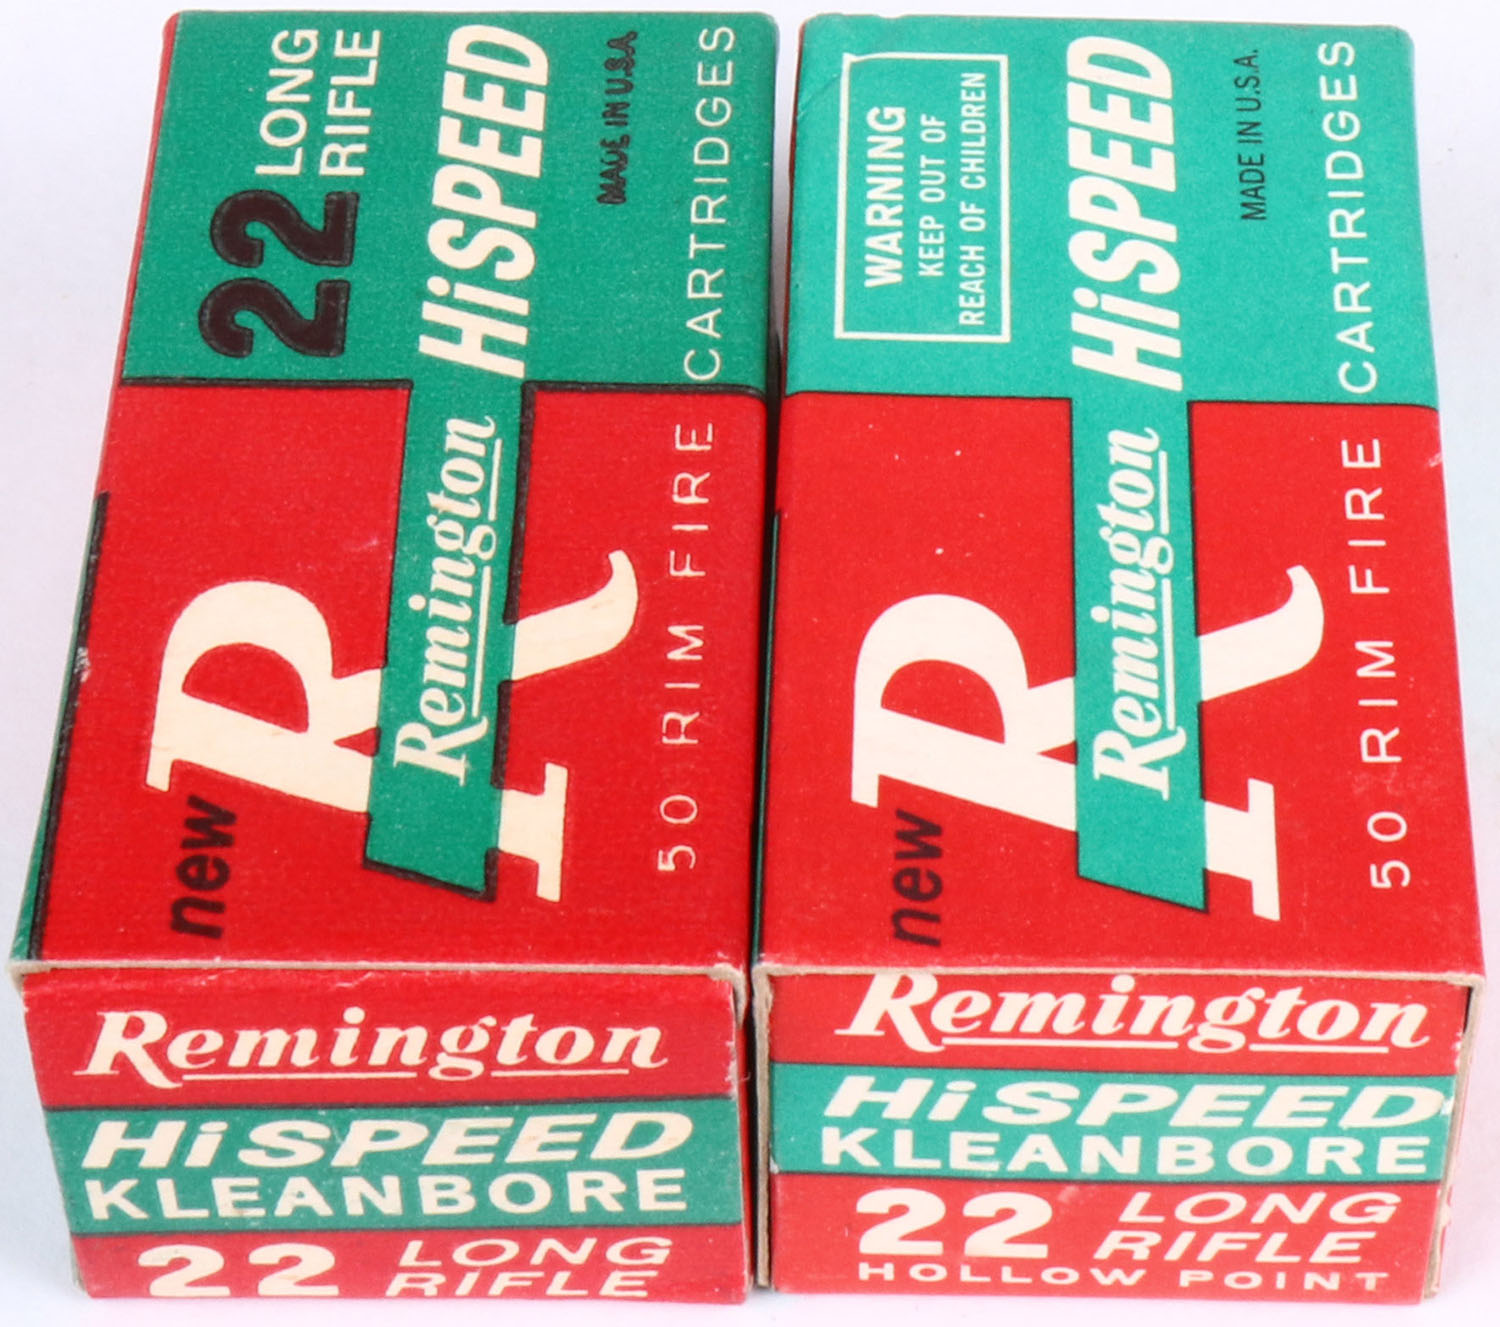 22 LONG
RIFLE
HiSPEED
MADE IN U.S.A.
new
R
Remington
50 RIM FIRE CARTRIDGES
Remington
HiSPEED
KLEANBORE
22 LONG
RIFLE
WARNING
KEEP OUT OF
REACH OF CHILDREN
HiSPEED
MADE IN U.S.A.
new
R
Remington
50 RIM FIRE CARTRIDGES
Remington
HiSPEED
KLEANBORE
22 LONG
RIFLE
HOLLOW POINT